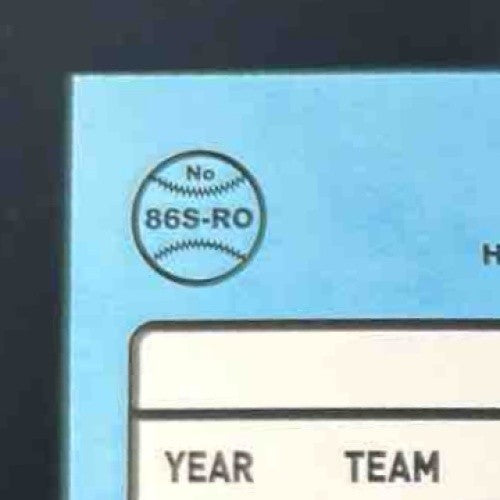 No
86S-RO
H
YEAR TEAM